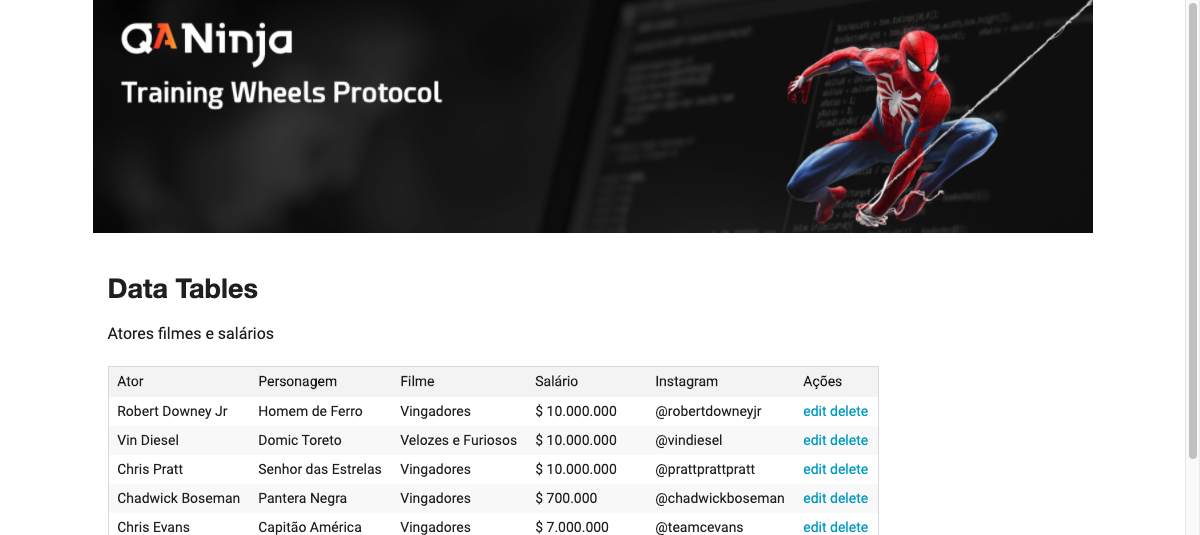 QANinja
Training Wheels Protocol
Data Tables
Atores filmes e salários
Ator Personagem Filme Salário Instagram Ações
Robert Downey Jr Homem de Ferro Vingadores $ 10.000.000 @robertdowneyjr edit delete
Vin Diesel Domic Toreto Velozes e Furiosos $ 10.000.000 @vindiesel edit delete
Chris Pratt Senhor das Estrelas Vingadores $ 10.000.000 @prattprattpratt edit delete
Chadwick Boseman Pantera Negra Vingadores $ 700.000 @chadwickboseman edit delete
Chris Evans Capitão América Vingadores $ 7.000.000 @teamcevans edit delete